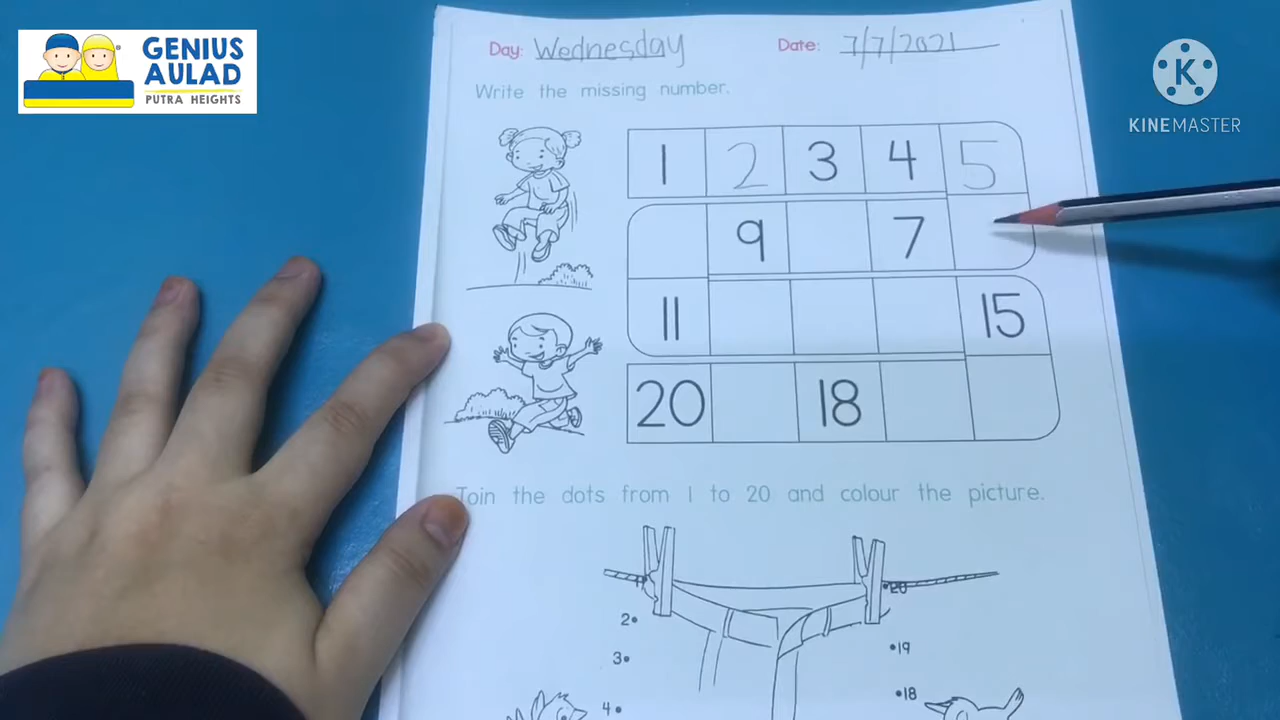 GENIUS
AULAD
PUTRA HEIGHTS
Day: Wednesday Date: 7/7/2021
K
KINEMASTER
Write the missing number.
1 2 3 4 5
9 7
11 15
20 18
Join the dots from 1 to 20 and colour the picture.
1 20
2
3 19
4 18